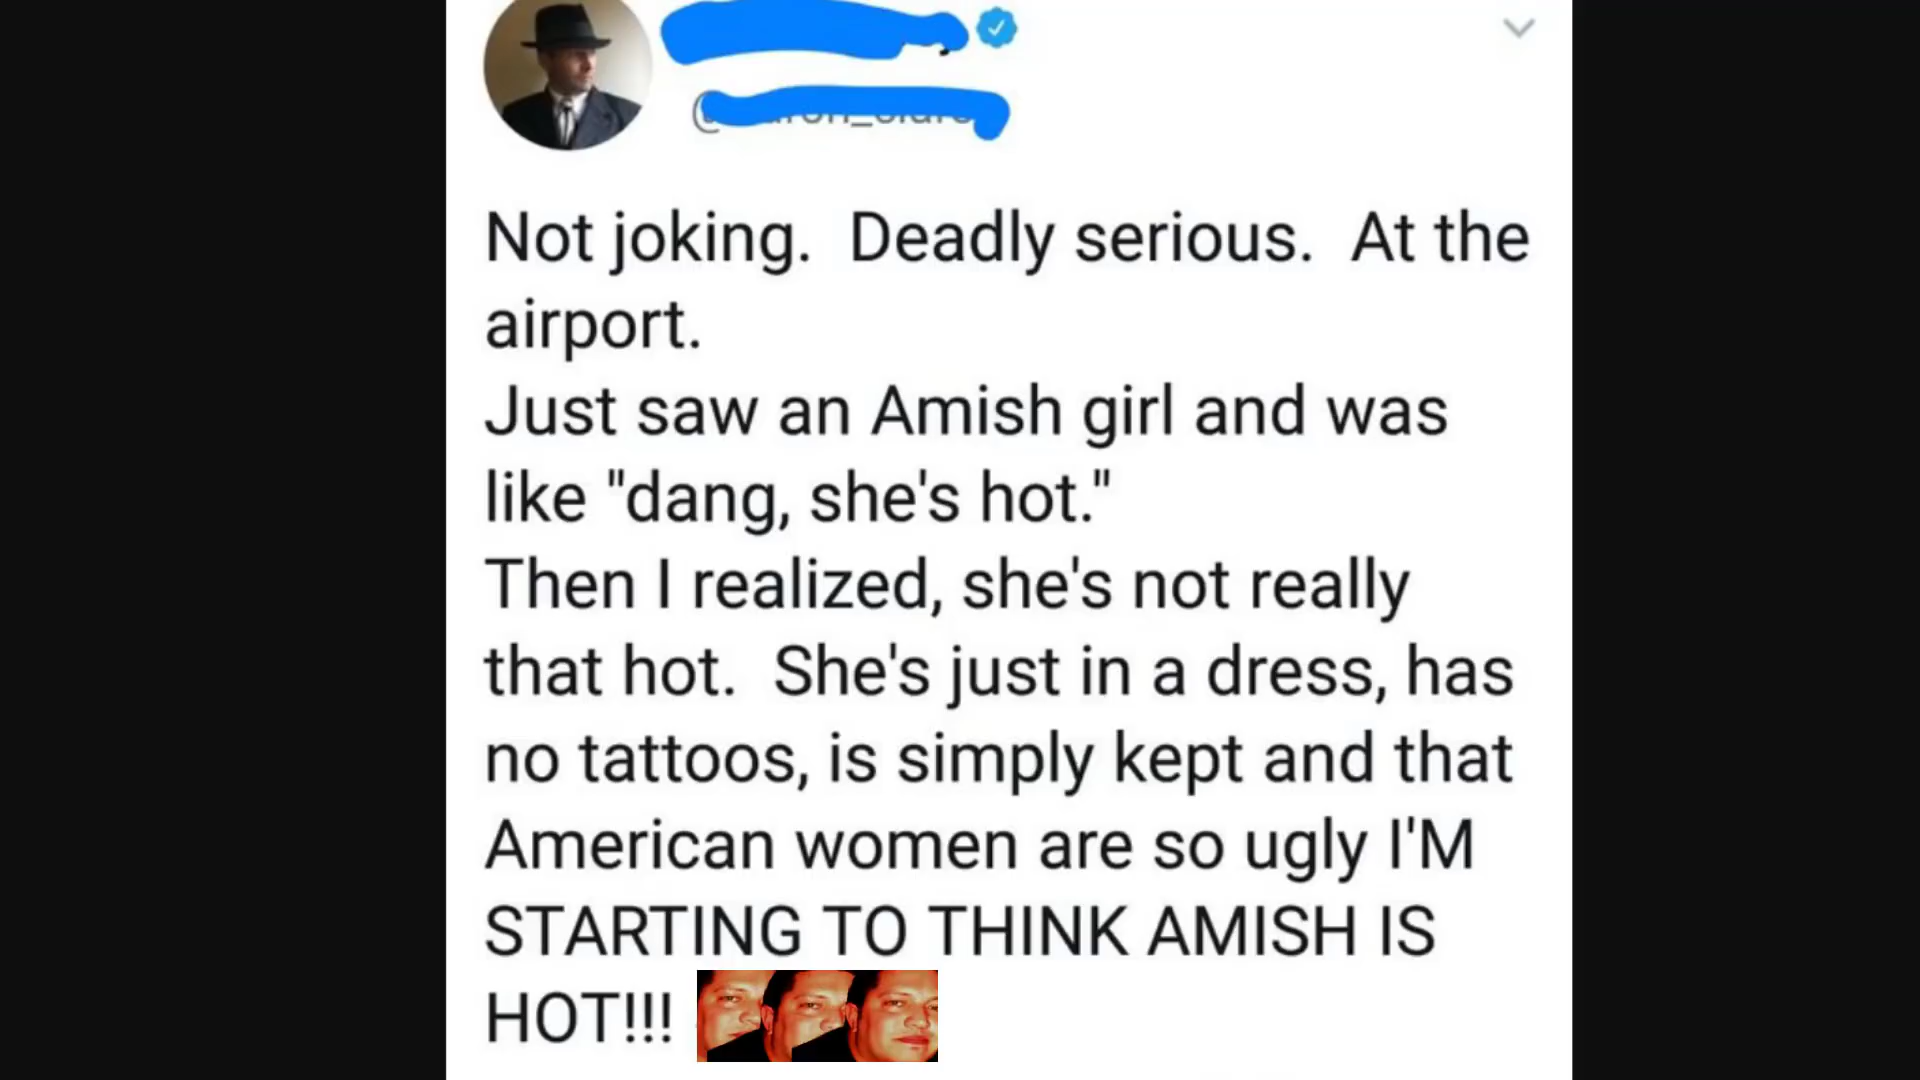 Not joking.  Deadly serious.  At the
airport.
Just saw an Amish girl and was
like "dang, she's hot."
Then I realized, she's not really
that hot.  She's just in a dress, has
no tattoos, is simply kept and that
American women are so ugly I'M
STARTING TO THINK AMISH IS
HOT!!!